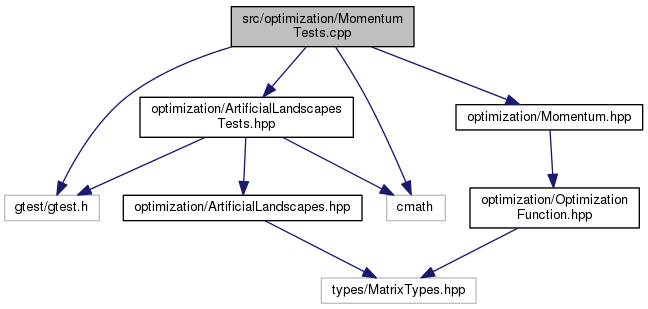 src/optimization/Momentum
Tests.cpp
optimization/ArtificialLandscapes
Tests.hpp
optimization/Momentum.hpp
gtest/gtest.h
optimization/ArtificialLandscapes.hpp
cmath
optimization/Optimization
Function.hpp
types/MatrixTypes.hpp